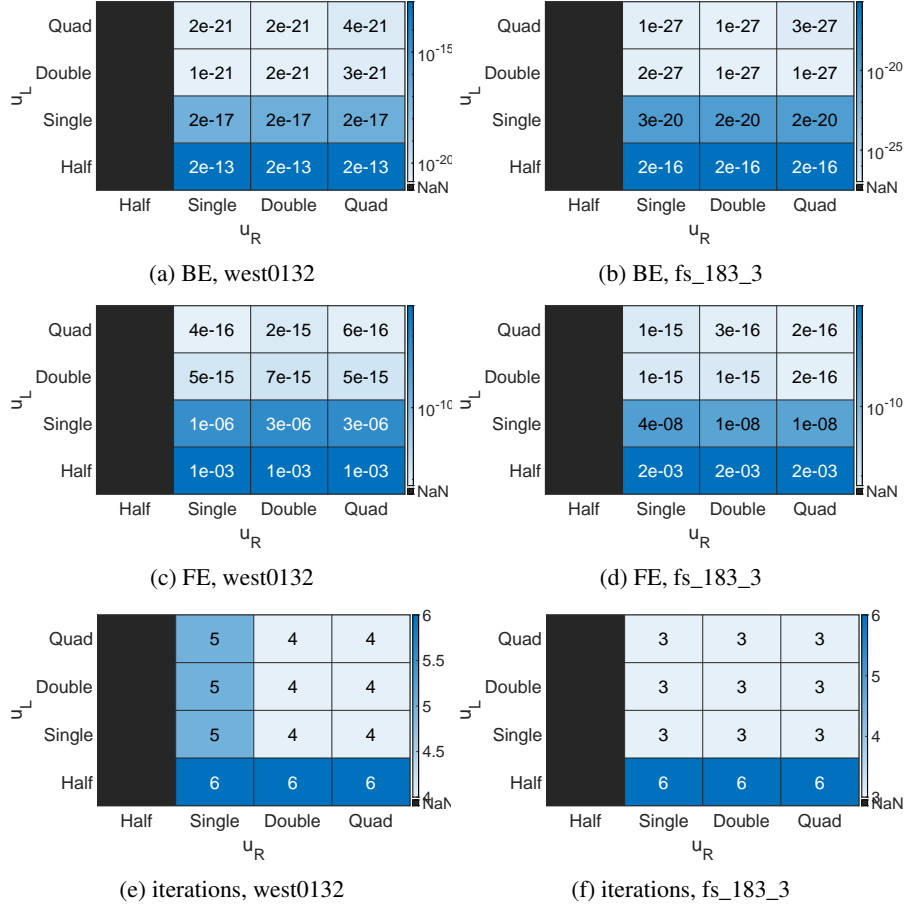 Quad 2e-21 2e-21 4e-21
Double 1e-21 2e-21 3e-21
Single 2e-17 2e-17 2e-17
Half 2e-13 2e-13 2e-13
u_L
Half Single Double Quad
u_R
10^-15
10^-20
NaN
(a) BE, west0132
Quad 1e-27 1e-27 3e-27
Double 2e-27 1e-27 1e-27
Single 3e-20 2e-20 2e-20
Half 2e-16 2e-16 2e-16
u_L
Half Single Double Quad
u_R
10^-20
10^-25
NaN
(b) BE, fs_183_3
Quad 4e-16 2e-15 6e-16
Double 5e-15 7e-15 5e-15
Single 1e-06 3e-06 3e-06
Half 1e-03 1e-03 1e-03
u_L
Half Single Double Quad
u_R
10^-10
NaN
(c) FE, west0132
Quad 1e-15 3e-16 2e-16
Double 1e-15 1e-15 2e-16
Single 4e-08 1e-08 1e-08
Half 2e-03 2e-03 2e-03
u_L
Half Single Double Quad
u_R
10^-10
NaN
(d) FE, fs_183_3
Quad 5 4 4
Double 5 4 4
Single 5 4 4
Half 6 6 6
u_L
Half Single Double Quad
u_R
6
5.5
5
4.5
4
NaN
(e) iterations, west0132
Quad 3 3 3
Double 3 3 3
Single 3 3 3
Half 6 6 6
u_L
Half Single Double Quad
u_R
6
5
4
3
NaN
(f) iterations, fs_183_3